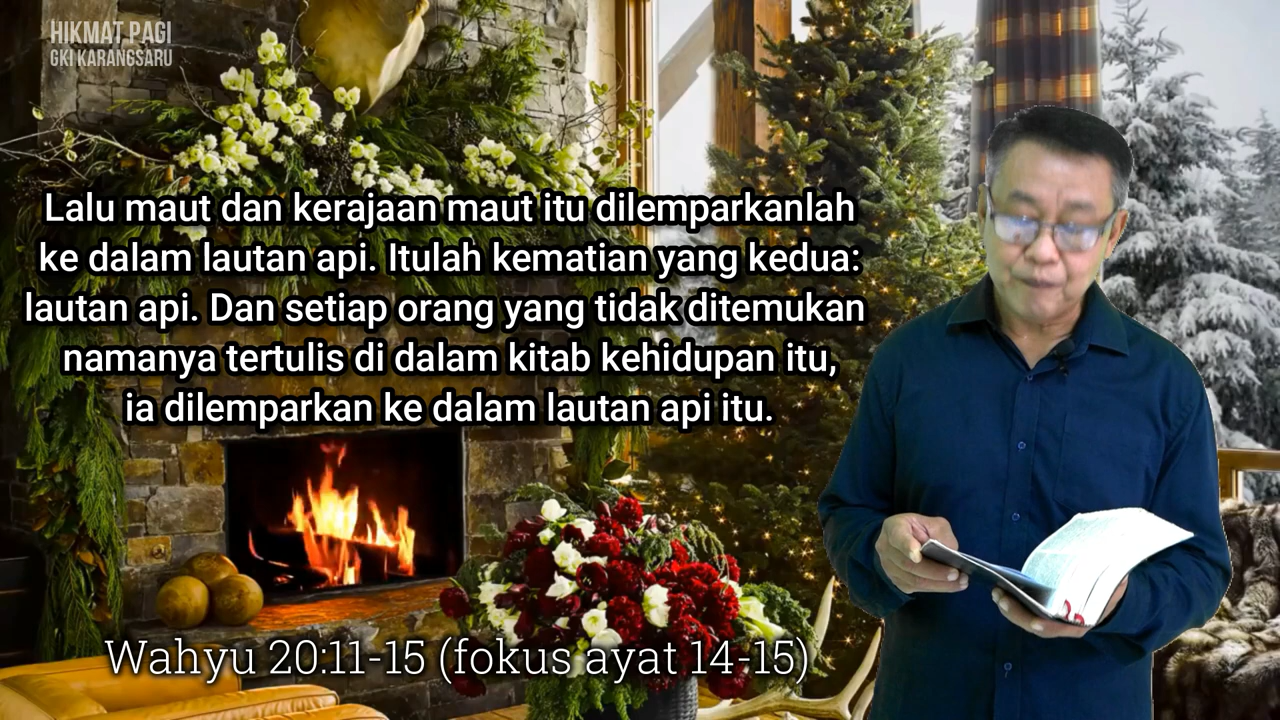 HIKMAT PAGI
GKI KARANGSARU
Lalu maut dan kerajaan maut itu dilemparkanlah
ke dalam lautan api. Itulah kematian yang kedua:
lautan api. Dan setiap orang yang tidak ditemukan
namanya tertulis di dalam kitab kehidupan itu,
ia dilemparkan ke dalam lautan api itu.
Wahyu 20:11-15 (fokus ayat 14-15)